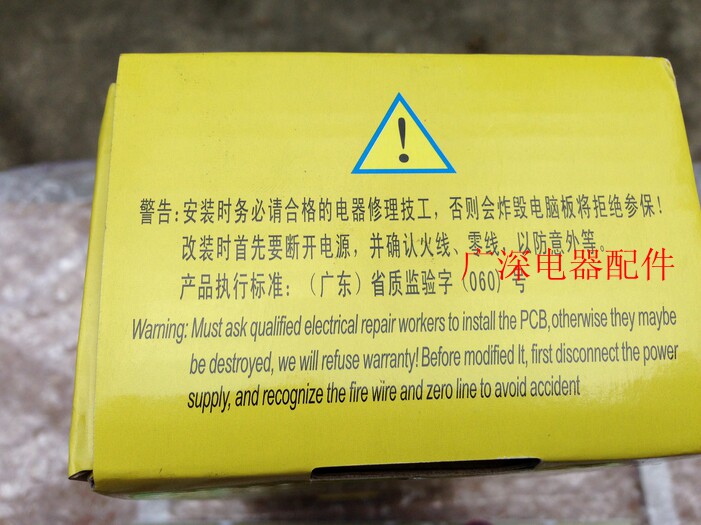 警告:安装时务必请合格的电器修理技工，否则会炸毁电脑板将拒绝参保!
改装时首先要断开电源，并确认火线、零线、以防意外等。
广深电器配件
产品执行标准:（广东）省质监验字（060）号
Warning: Must ask qualified electrical repair workers to install the PCB,otherwise they maybe
be destroyed, we will refuse warranty! Before modified It, first disconnect the power
supply, and recognize the fire wire and zero line to avoid accident